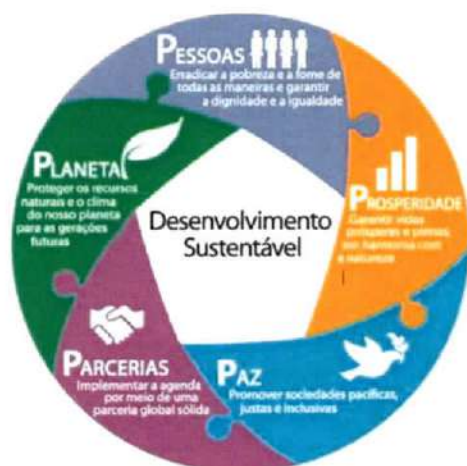 PESSOAS
Erradicar a pobreza e a fome de
todas as maneiras e garantir
a dignidade e a igualdade
PROSPERIDADE
Garantir vidas
prósperas e plenas,
em harmonia com
a natureza
PAZ
Promover sociedades pacíficas,
justas e inclusivas
PARCERIAS
Implementar a agenda
por meio de uma
parceria global sólida
PLANETA
Proteger os recursos
naturais e o clima
do nosso planeta
para as gerações
futuras
Desenvolvimento
Sustentável